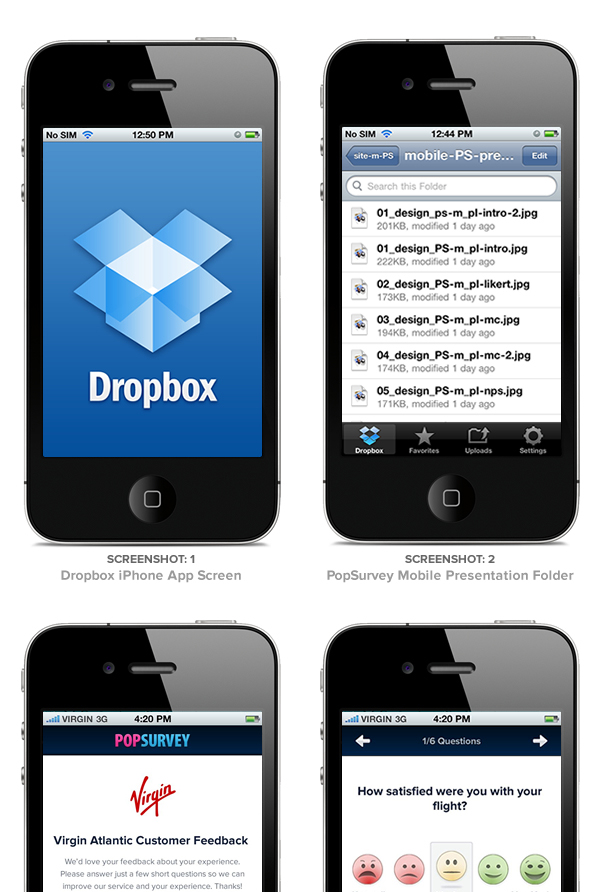 No SIM 12:50 PM
Dropbox
SCREENSHOT: 1
Dropbox iPhone App Screen
No SIM 12:44 PM
site-m-PS mobile-PS-pre... Edit
Search this Folder
01_design_ps-m_pl-intro-2.jpg
201KB, modified 1 day ago
01_design_PS-m_pl-intro.jpg
222KB, modified 1 day ago
02_design_PS-m_pl-likert.jpg
173KB, modified 1 day ago
03_design_PS-m_pl-mc.jpg
194KB, modified 1 day ago
04_design_PS-m_pl-mc-2.jpg
174KB, modified 1 day ago
05_design_PS-m_pl-nps.jpg
171KB, modified 1 day ago
Dropbox Favorites Uploads Settings
SCREENSHOT: 2
PopSurvey Mobile Presentation Folder
VIRGIN 3G 4:20 PM
POPSURVEY
Virgin
Virgin Atlantic Customer Feedback
We'd love your feedback about your experience.
Please answer just a few short questions so we can
improve our service and your experience. Thanks!
VIRGIN 3G 4:20 PM
1/6 Questions
How satisfied were you with your
flight?